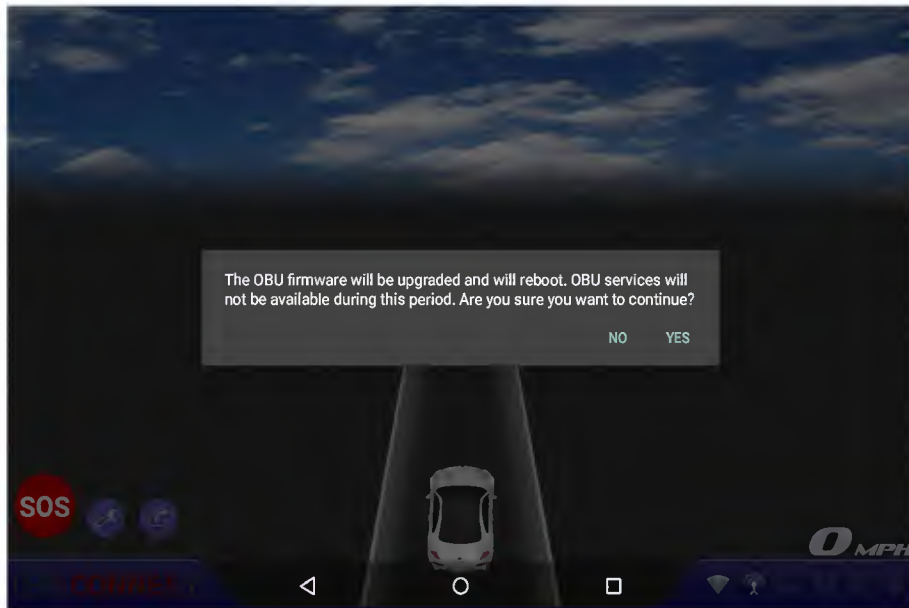 The OBU firmware will be upgraded and will reboot. OBU services will
not be available during this period. Are you sure you want to continue?
NO YES
SOS
0 MPH